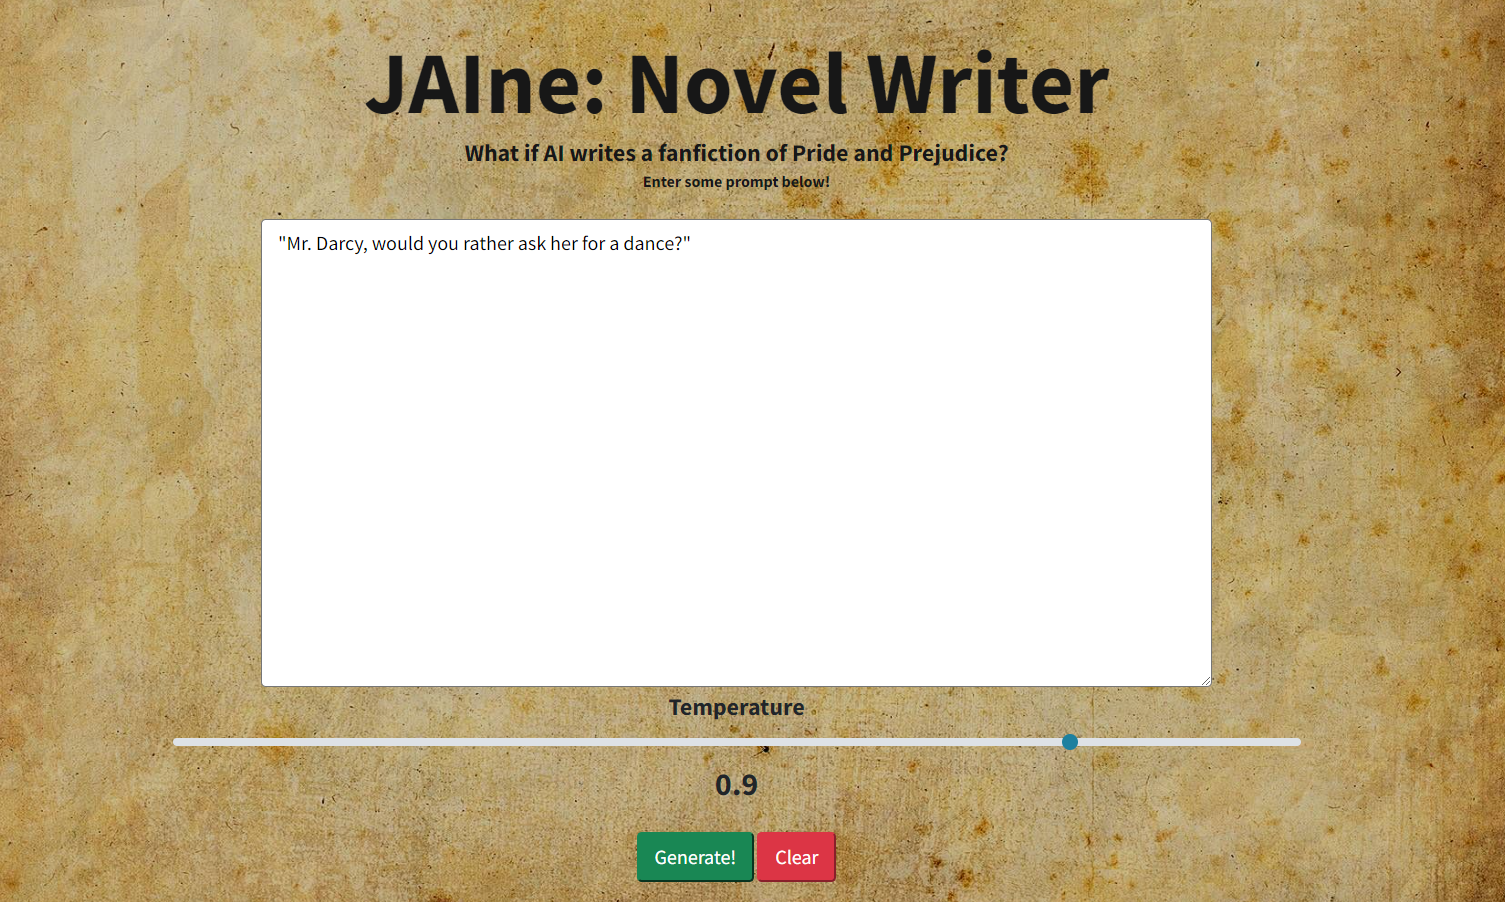 JAIne: Novel Writer
What if AI writes a fanfiction of Pride and Prejudice?
Enter some prompt below!
"Mr. Darcy, would you rather ask her for a dance?"
Temperature
0.9
Generate! Clear